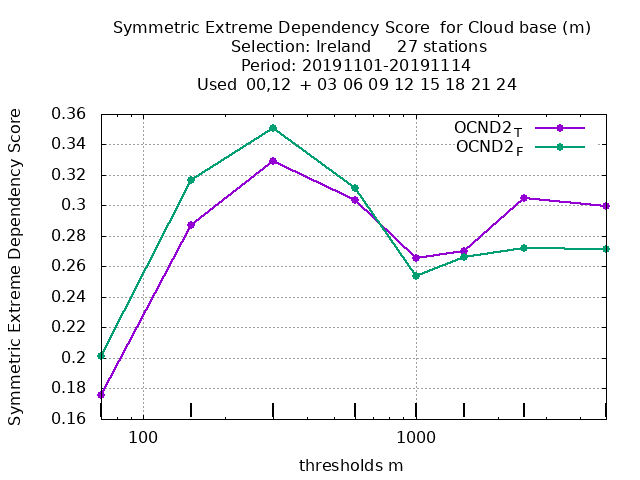 Symmetric Extreme Dependency Score for Cloud base (m)
Selection: Ireland 27 stations
Period: 20191101-20191114
Used 00,12 + 03 06 09 12 15 18 21 24
OCND2T
OCND2F
Symmetric Extreme Dependency Score
0.36
0.34
0.32
0.3
0.28
0.26
0.24
0.22
0.2
0.18
0.16
100 1000
thresholds m